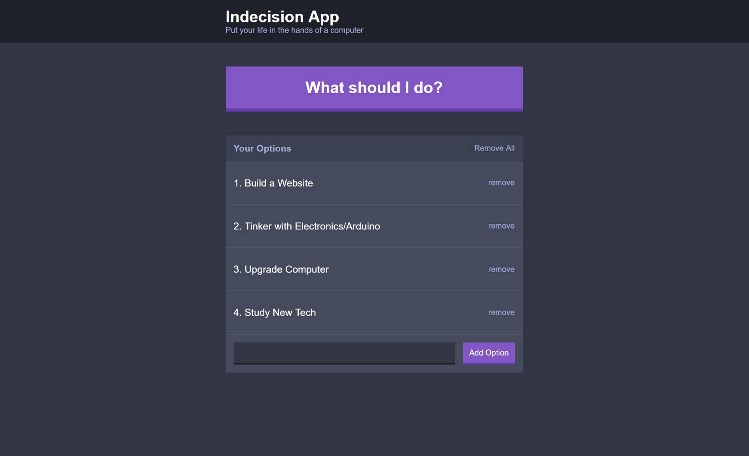 Indecision App
Put your life in the hands of a computer
What should I do?
Your Options Remove All
1. Build a Website remove
2. Tinker with Electronics/Arduino remove
3. Upgrade Computer remove
4. Study New Tech remove
Add Option